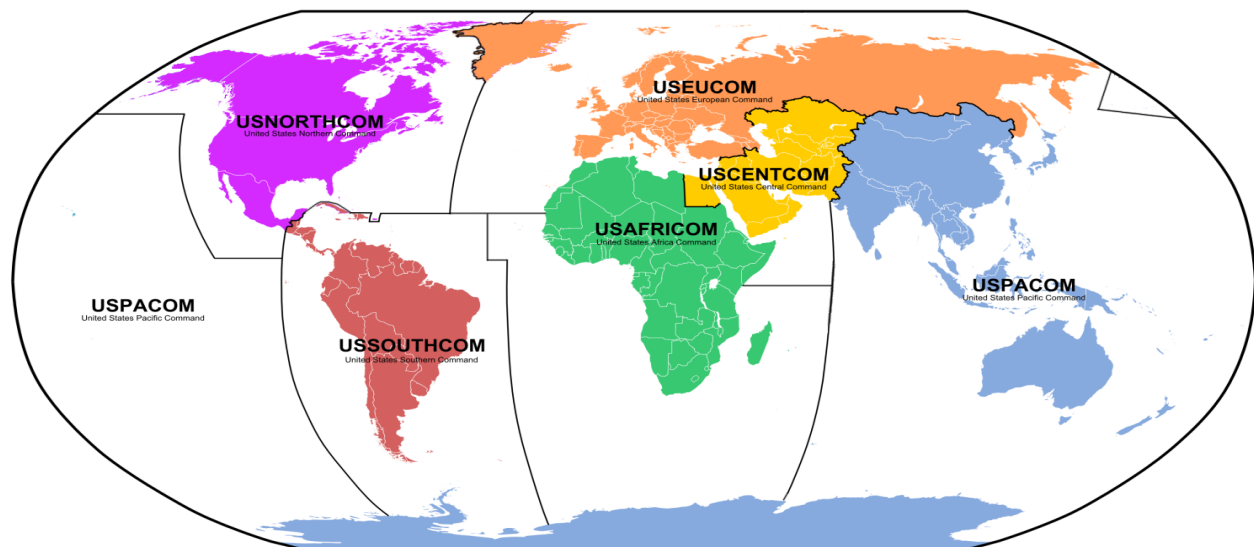 USEUCOM
United States European Command
USNORTHCOM
United States Northern Command
USCENTCOM
United States Central Command
USAFRICOM
United States Africa Command
USPACOM
United States Pacific Command
USPACOM
United States Pacific Command
USSOUTHCOM
United States Southern Command